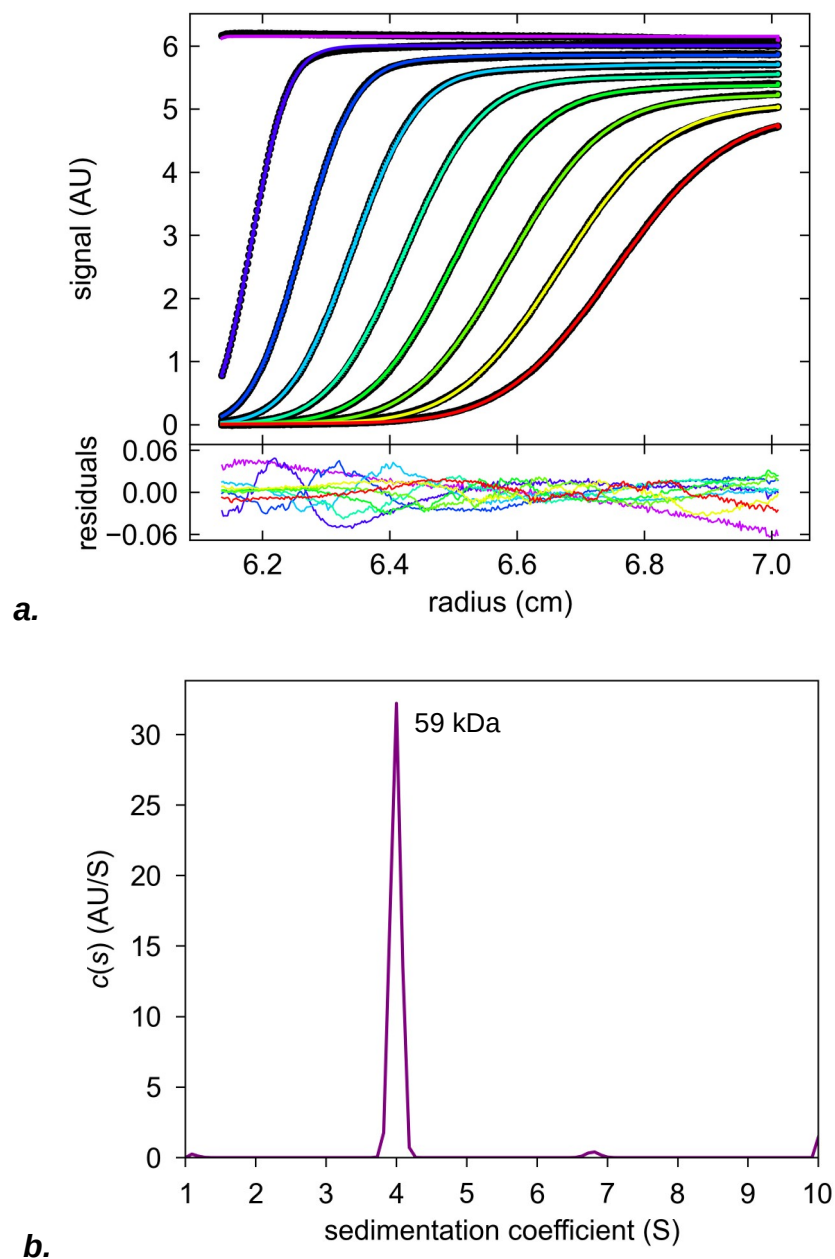 6
5
4
3
2
1
0
signal (AU)
0.06
0.00
−0.06
residuals
6.2 6.4 6.6 6.8 7.0
radius (cm)
a.
30
25
20
15
10
5
0
c(s) (AU/S)
59 kDa
1 2 3 4 5 6 7 8 9 10
sedimentation coefficient (S)
b.